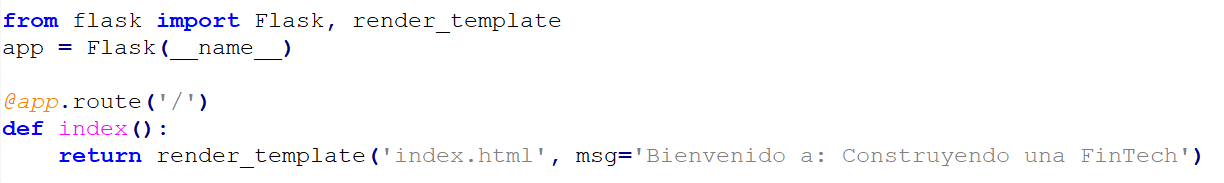 from flask import Flask, render_template
app = Flask(__name__)
@app.route('/')
def index():
    return render_template('index.html', msg='Bienvenido a: Construyendo una FinTech')